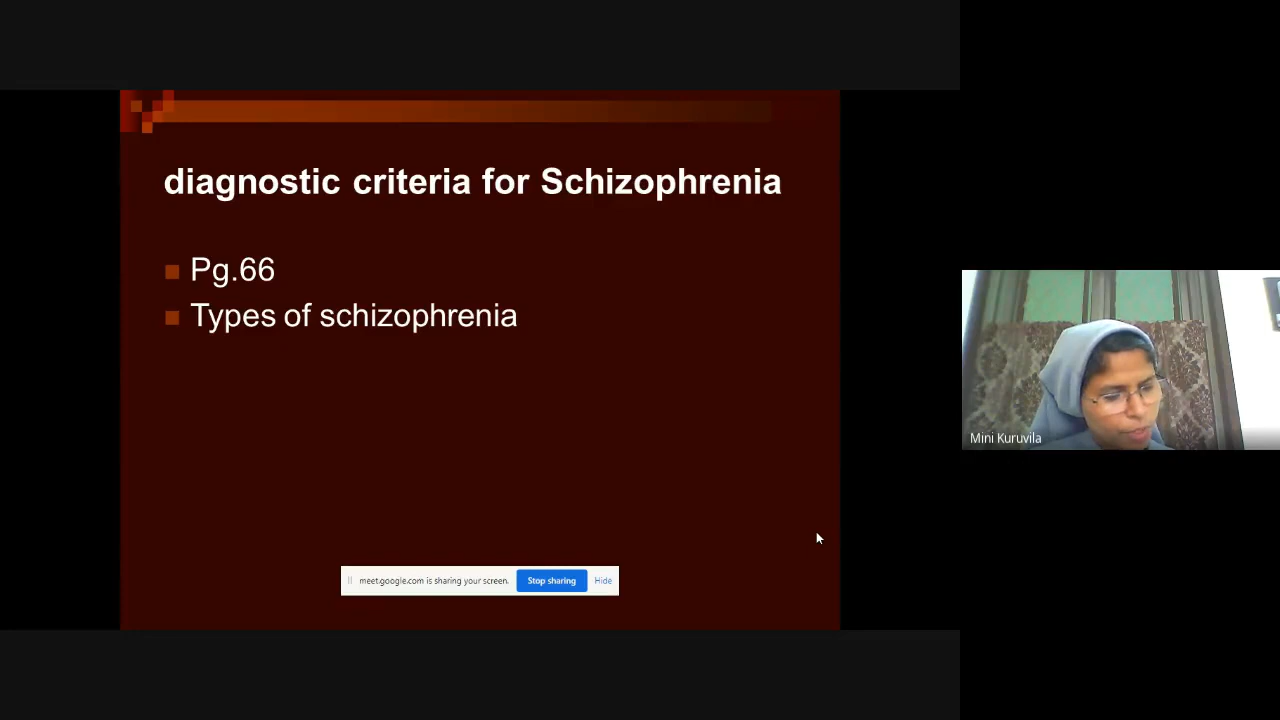 diagnostic criteria for Schizophrenia
Pg.66
Types of schizophrenia
meet.google.com is sharing your screen. Stop sharing Hide
Mini Kuruvila